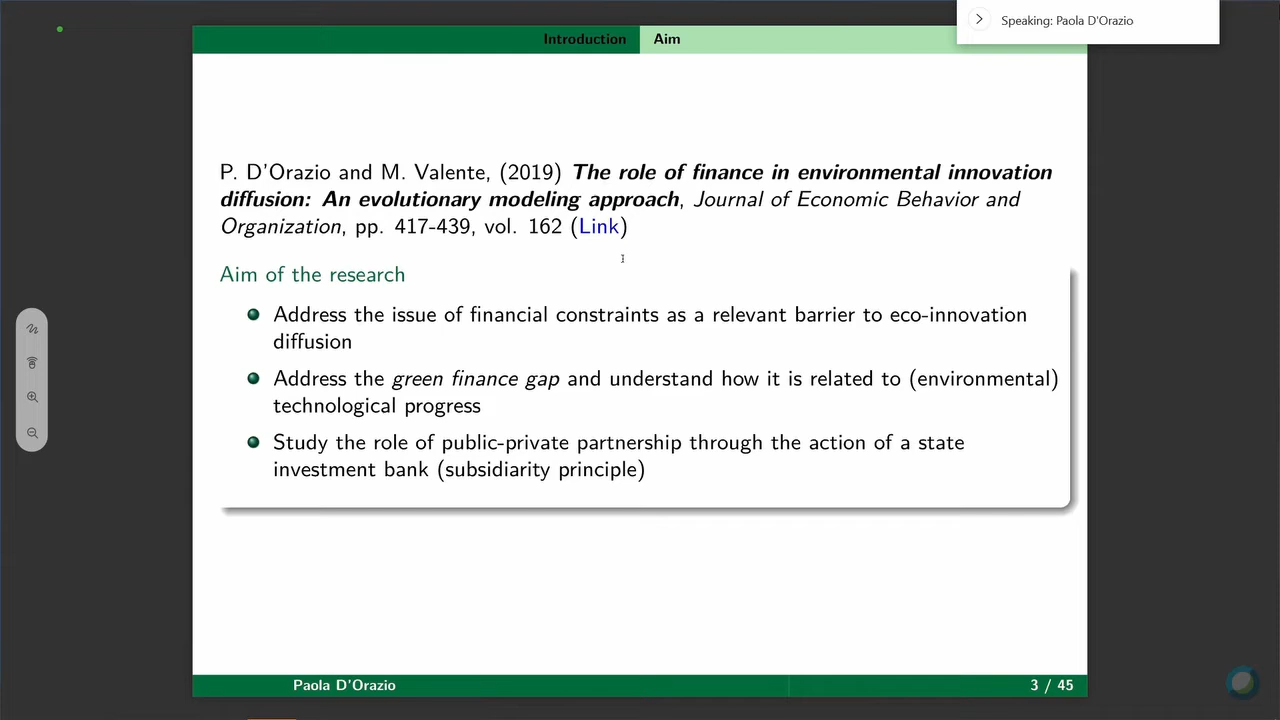 Speaking: Paola D'Orazio
Introduction Aim
P. D'Orazio and M. Valente, (2019) The role of finance in environmental innovation
diffusion: An evolutionary modeling approach, Journal of Economic Behavior and
Organization, pp. 417-439, vol. 162 (Link)
Aim of the research
Address the issue of financial constraints as a relevant barrier to eco-innovation
diffusion
Address the green finance gap and understand how it is related to (environmental)
technological progress
Study the role of public-private partnership through the action of a state
investment bank (subsidiarity principle)
Paola D'Orazio 3 / 45